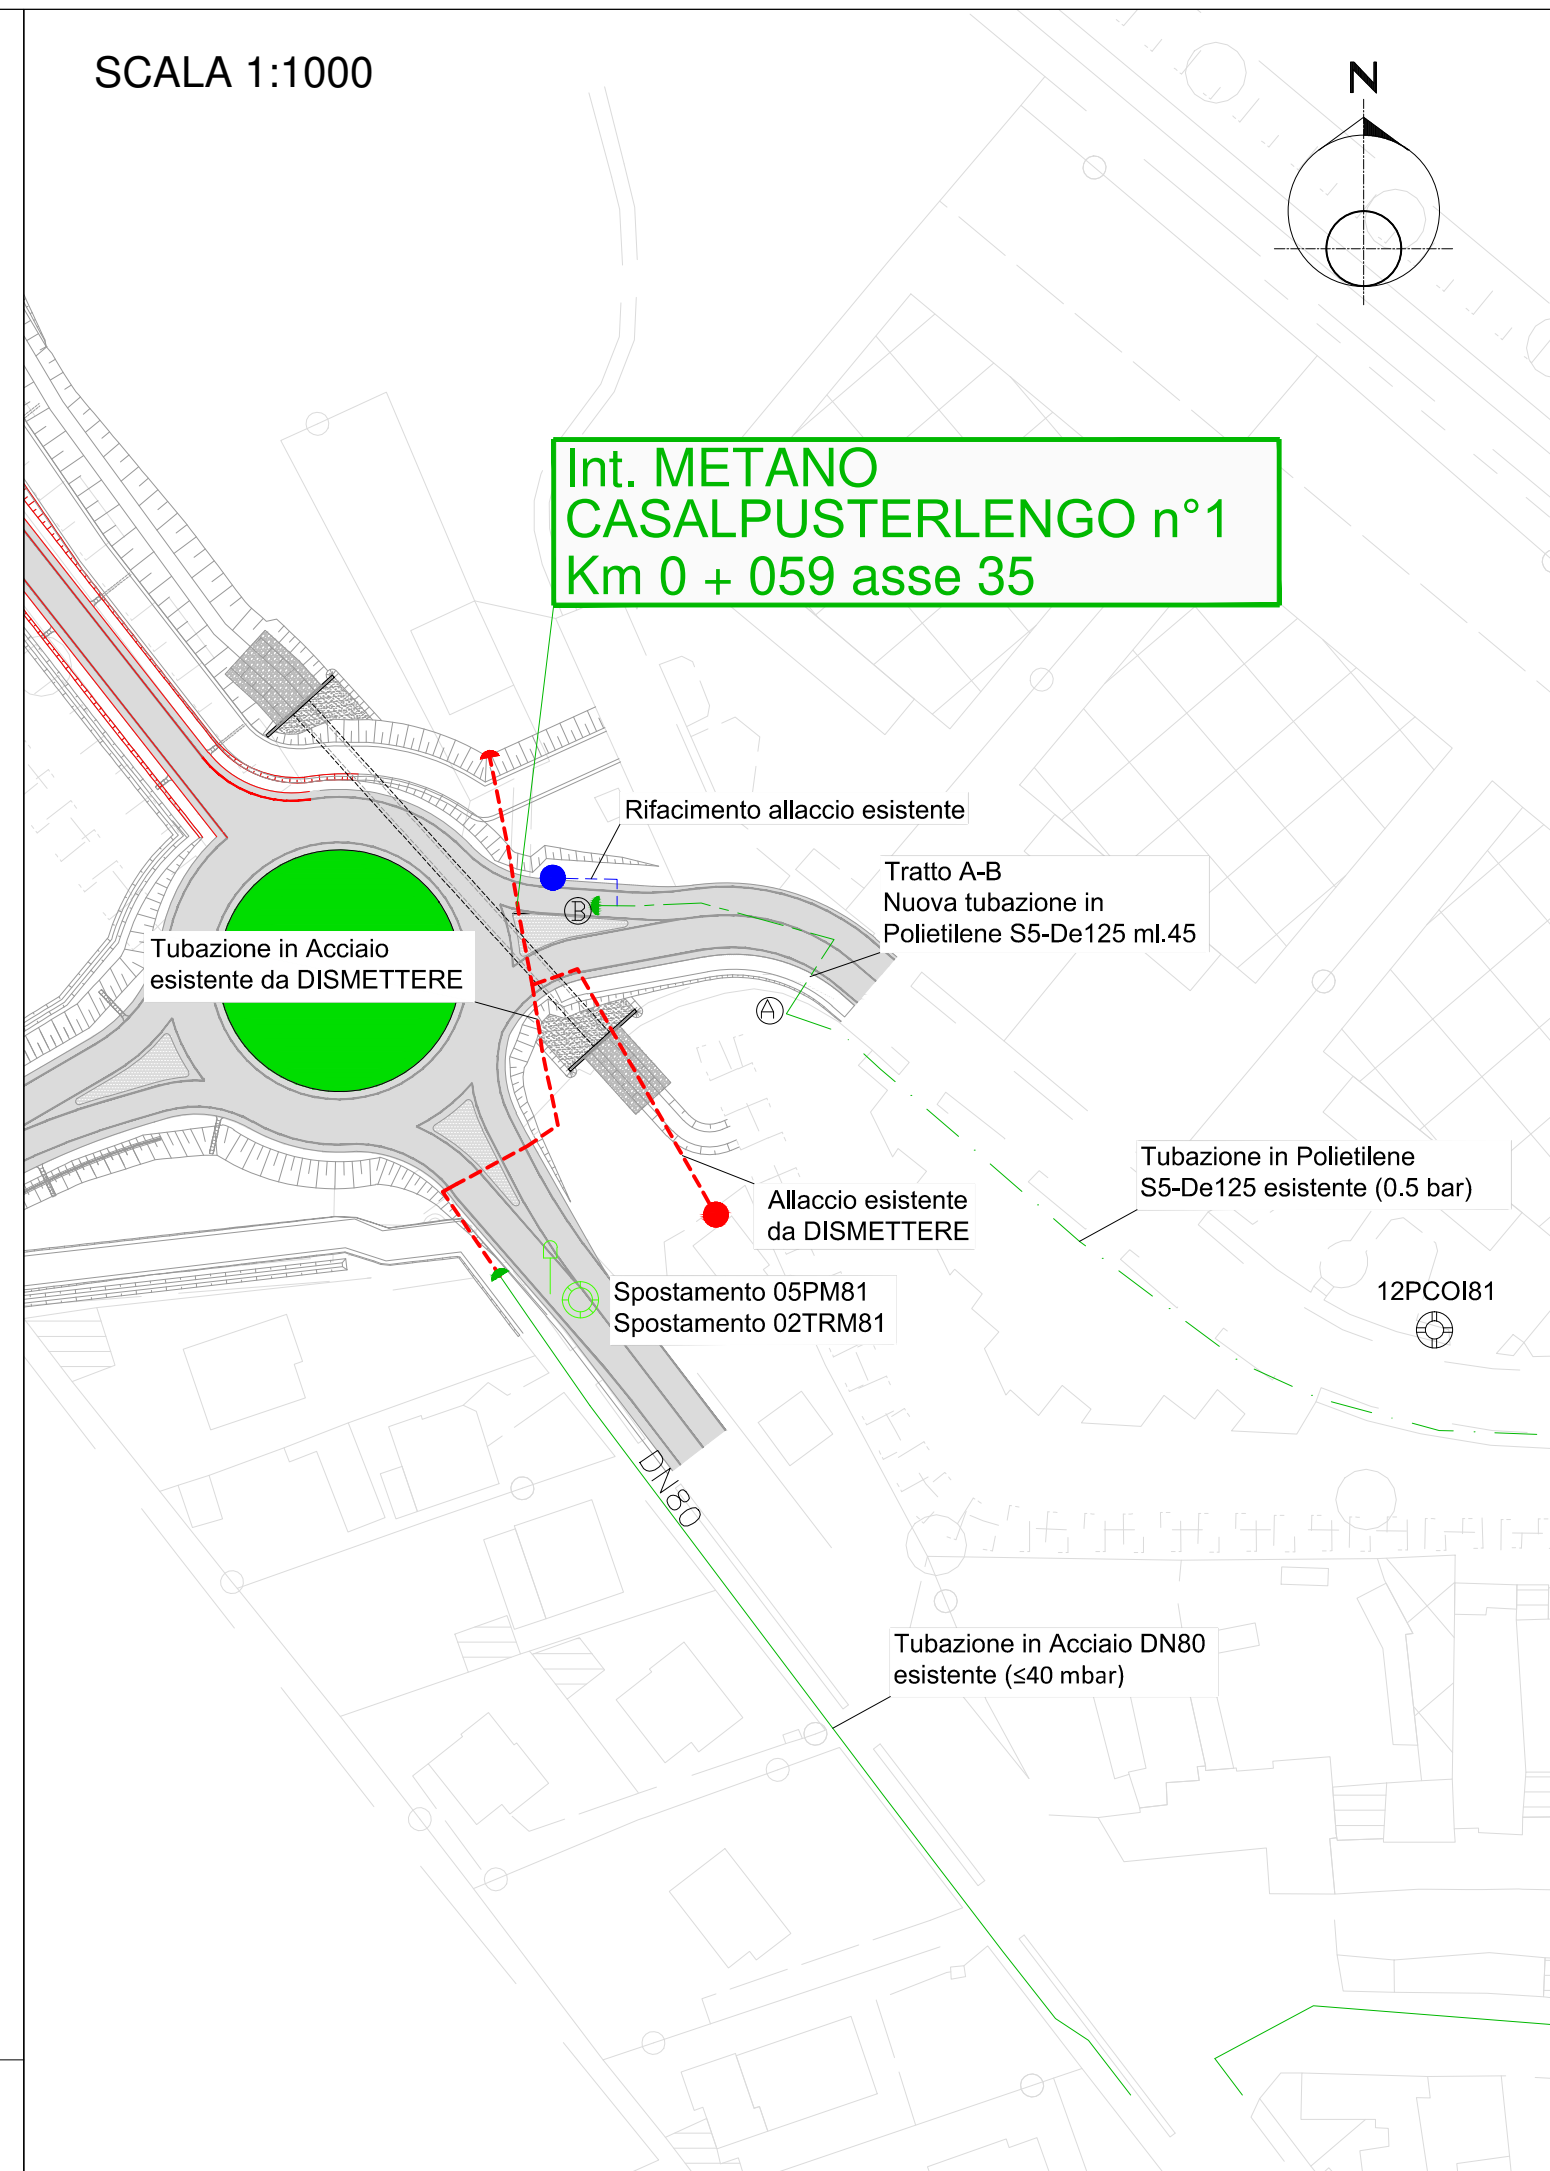 SCALA 1:1000
N
Int. METANO
CASALPUSTERLENGO n°1
Km 0 + 059 asse 35
Rifacimento allaccio esistente
Tratto A-B
Nuova tubazione in
Polietilene S5-De125 ml.45
B
Tubazione in Acciaio
esistente da DISMETTERE
A
Tubazione in Polietilene
S5-De125 esistente (0.5 bar)
Allaccio esistente
da DISMETTERE
Spostamento 05PM81
Spostamento 02TRM81
12PCOI81
DN80
Tubazione in Acciaio DN80
esistente (≤40 mbar)